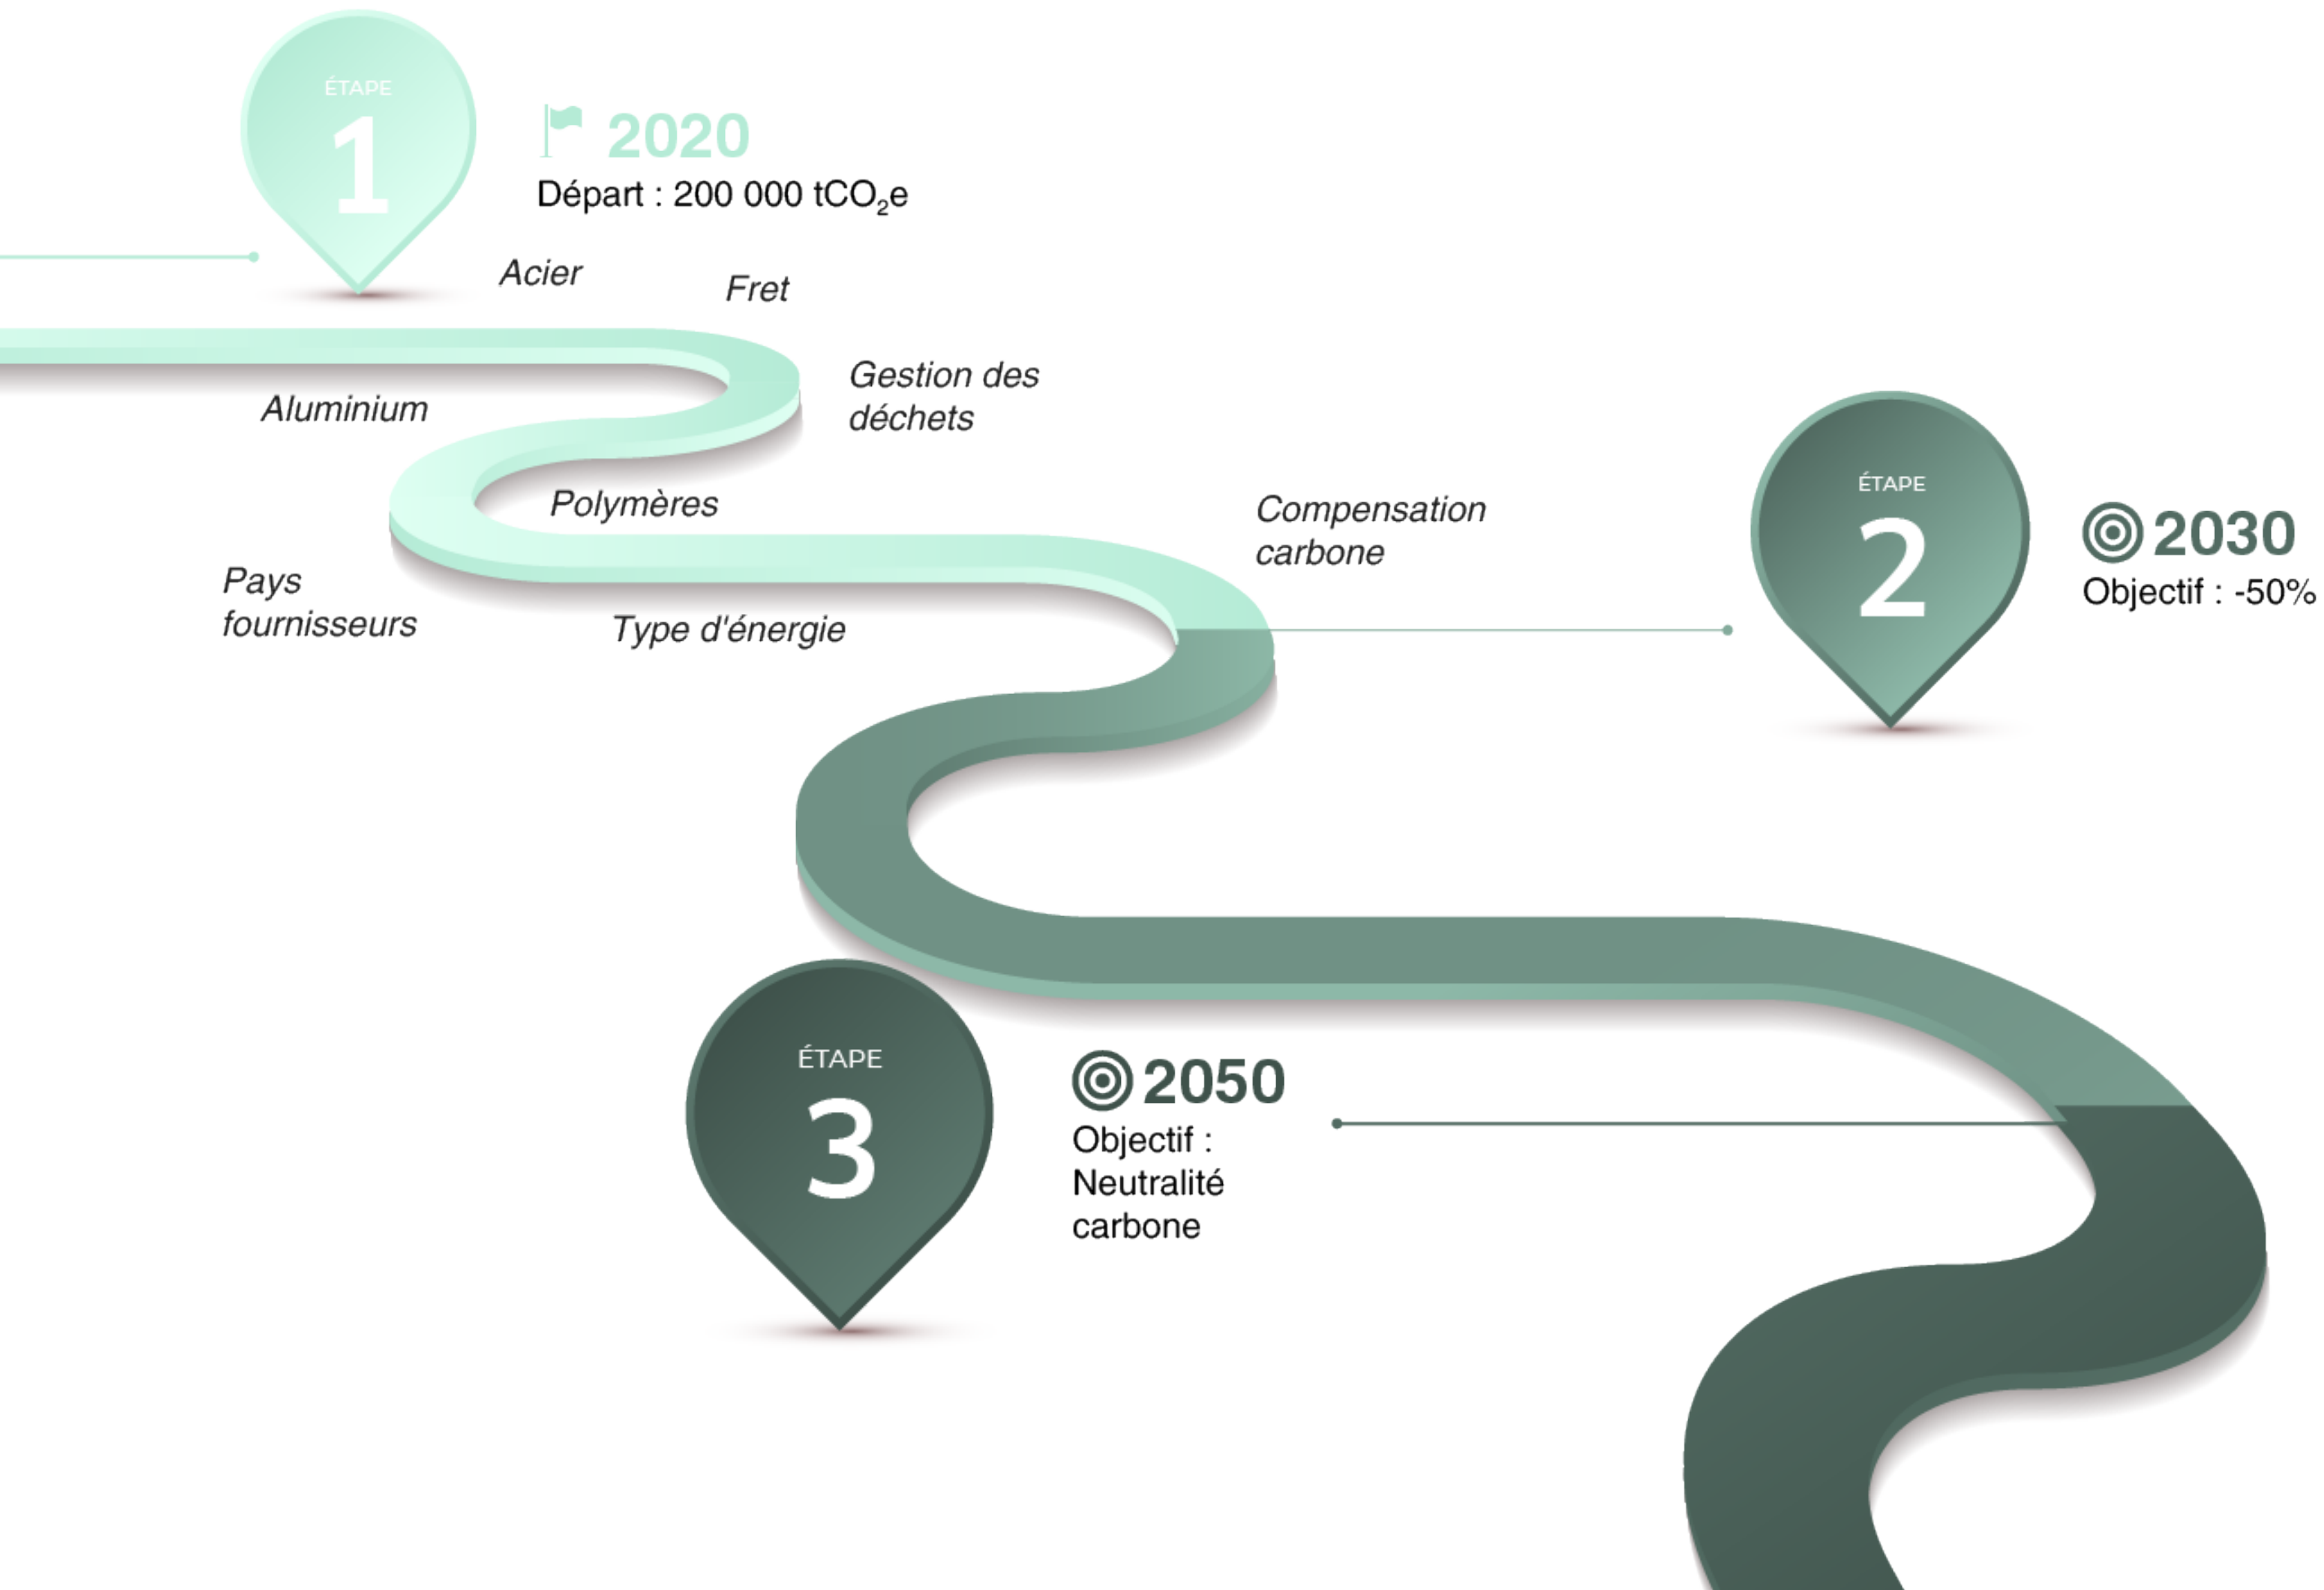 ÉTAPE
1
2020
Départ : 200 000 tCO₂e
Acier
Fret
Aluminium
Gestion des
déchets
Polymères
Pays
fournisseurs
Type d'énergie
Compensation
carbone
ÉTAPE
2
2030
Objectif : -50%
ÉTAPE
3
2050
Objectif :
Neutralité
carbone